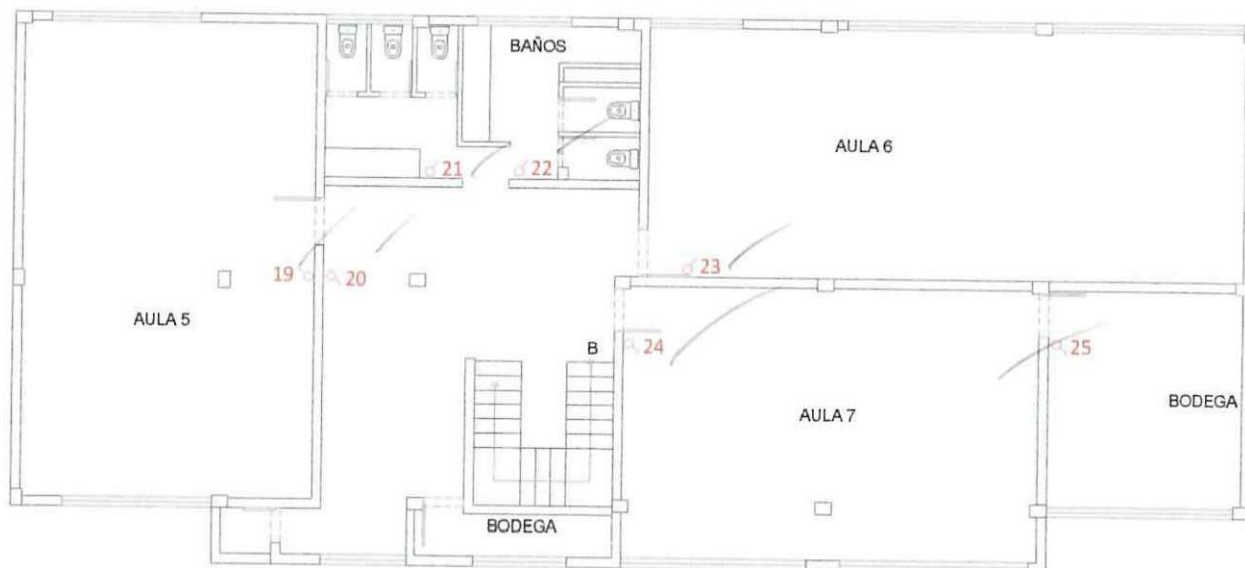 BAÑOS
AULA 6
21
22
23
19
20
AULA 5
B
24
25
BODEGA
AULA 7
BODEGA